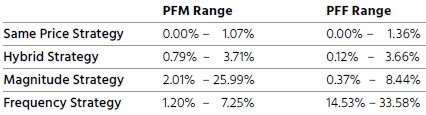 PFM Range PFF Range
Same Price Strategy 0.00% – 1.07% 0.00% – 1.36%
Hybrid Strategy 0.79% – 3.71% 0.12% – 3.66%
Magnitude Strategy 2.01% – 25.99% 0.37% – 8.44%
Frequency Strategy 1.20% – 7.25% 14.53% – 33.58%